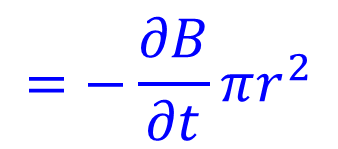 = − ∂B/∂t πr²